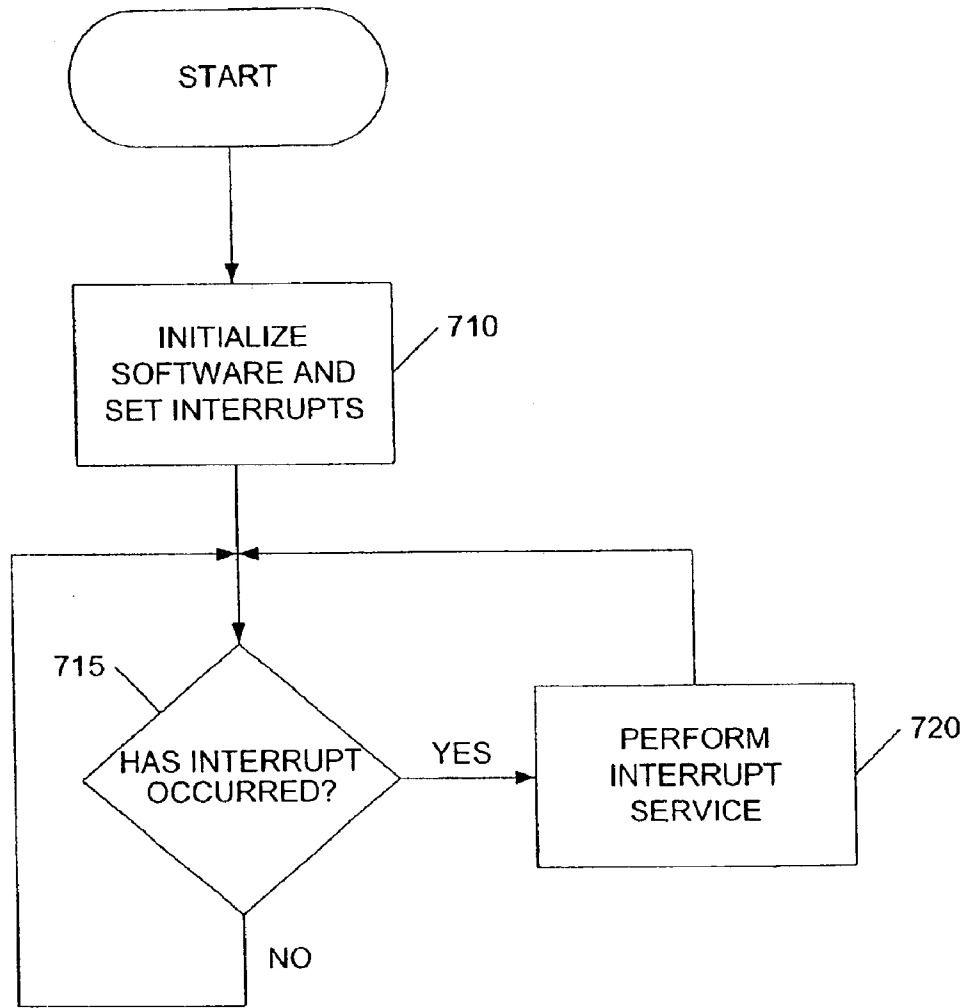 START
INITIALIZE
SOFTWARE AND
SET INTERRUPTS
710
715
HAS INTERRUPT
OCCURRED?
YES
PERFORM
INTERRUPT
SERVICE
720
NO